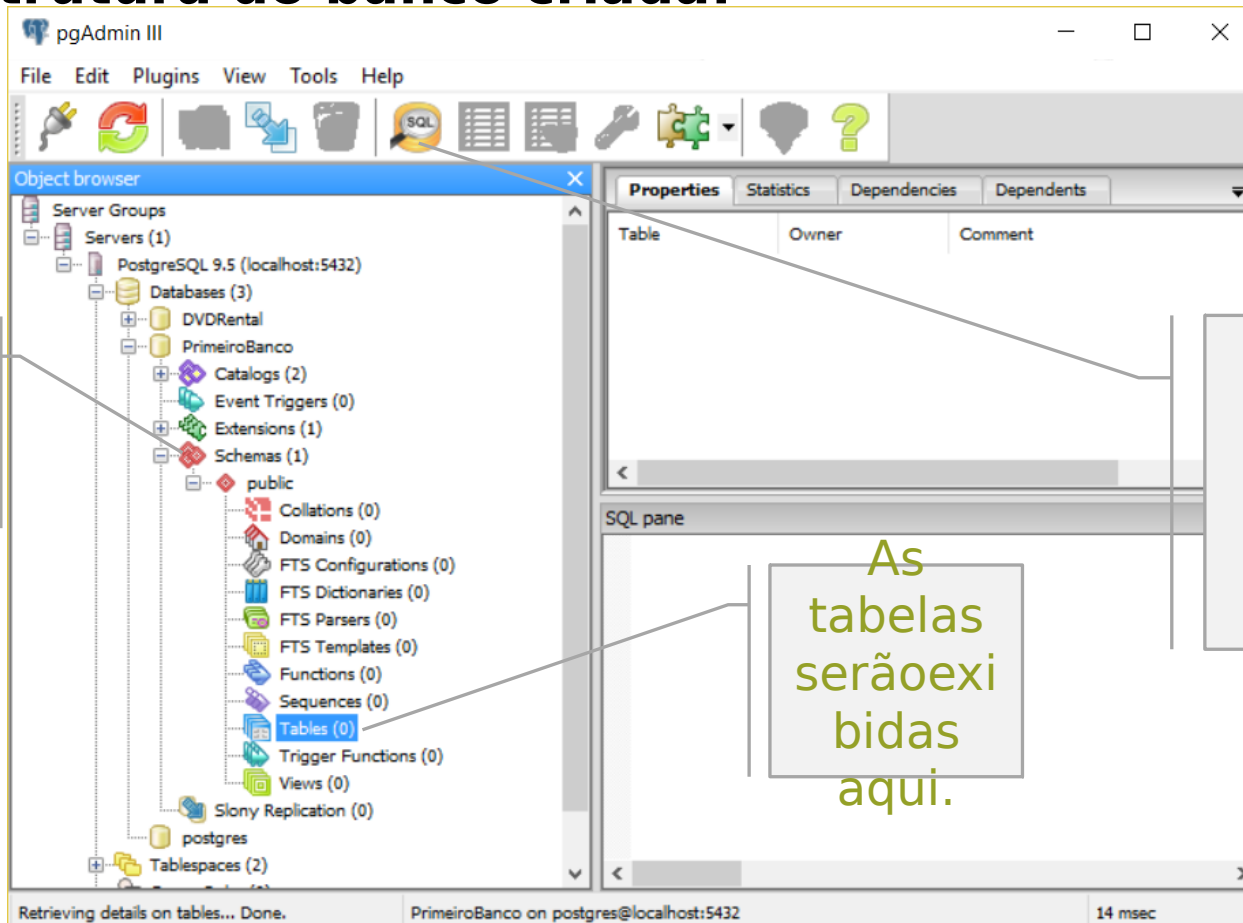 trutura do banco criada.
pgAdmin III
File Edit Plugins View Tools Help
SQL
Object browser
Server Groups
Servers (1)
PostgreSQL 9.5 (localhost:5432)
Databases (3)
DVDRental
PrimeiroBanco
Catalogs (2)
Event Triggers (0)
Extensions (1)
Schemas (1)
public
Collations (0)
Domains (0)
FTS Configurations (0)
FTS Dictionaries (0)
FTS Parsers (0)
FTS Templates (0)
Functions (0)
Sequences (0)
Tables (0)
Trigger Functions (0)
Views (0)
Slony Replication (0)
postgres
Tablespaces (2)
Properties Statistics Dependencies Dependents
Table Owner Comment
SQL pane
As
tabelas
serãoexi
bidas
aqui.
Retrieving details on tables... Done. PrimeiroBanco on postgres@localhost:5432 14 msec